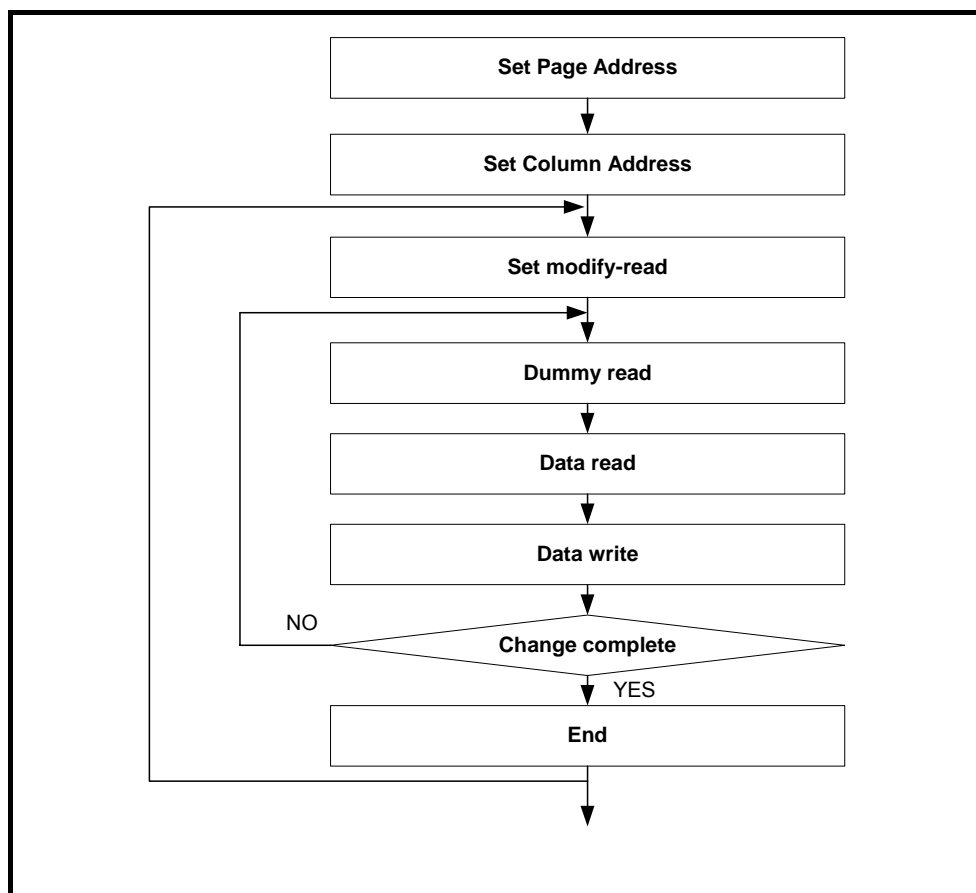 Set Page Address
Set Column Address
Set modify-read
Dummy read
Data read
Data write
NO
Change complete
YES
End